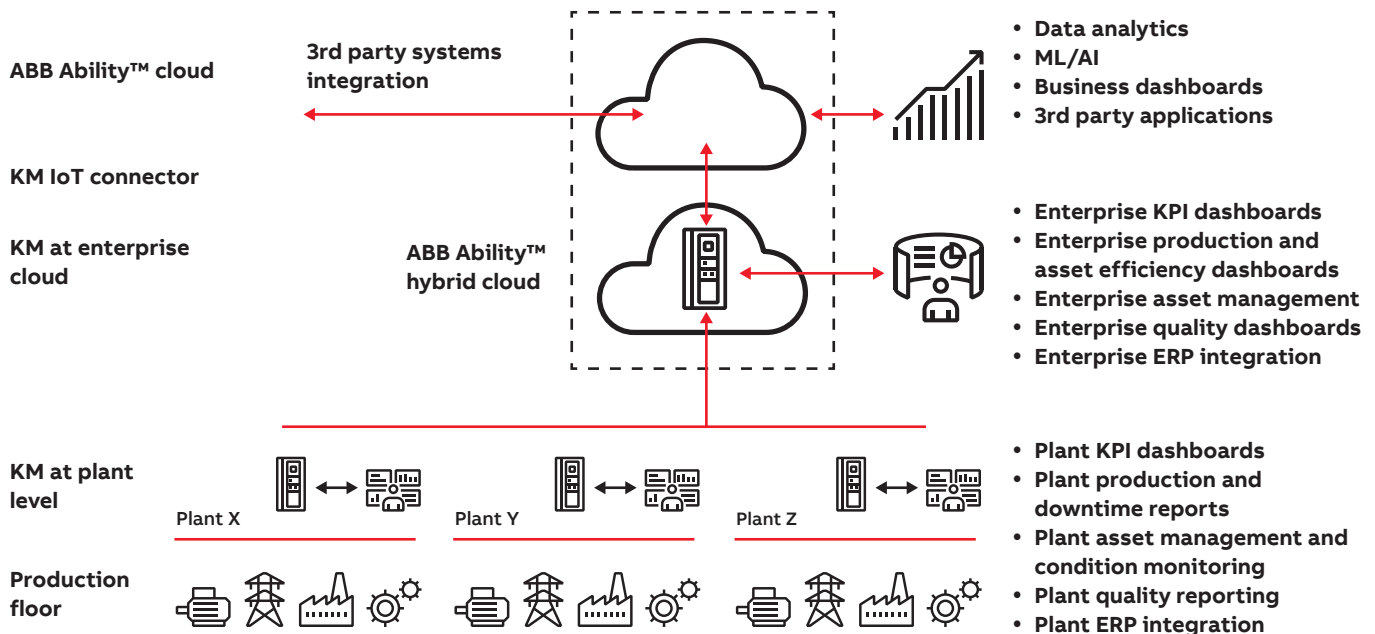 ABB Ability™ cloud
3rd party systems
integration
• Data analytics
• ML/AI
• Business dashboards
• 3rd party applications
KM IoT connector
KM at enterprise
cloud
ABB Ability™
hybrid cloud
• Enterprise KPI dashboards
• Enterprise production and
asset efficiency dashboards
• Enterprise asset management
• Enterprise quality dashboards
• Enterprise ERP integration
KM at plant
level
Plant X
Plant Y
Plant Z
• Plant KPI dashboards
• Plant production and
downtime reports
• Plant asset management and
condition monitoring
• Plant quality reporting
• Plant ERP integration
Production
floor